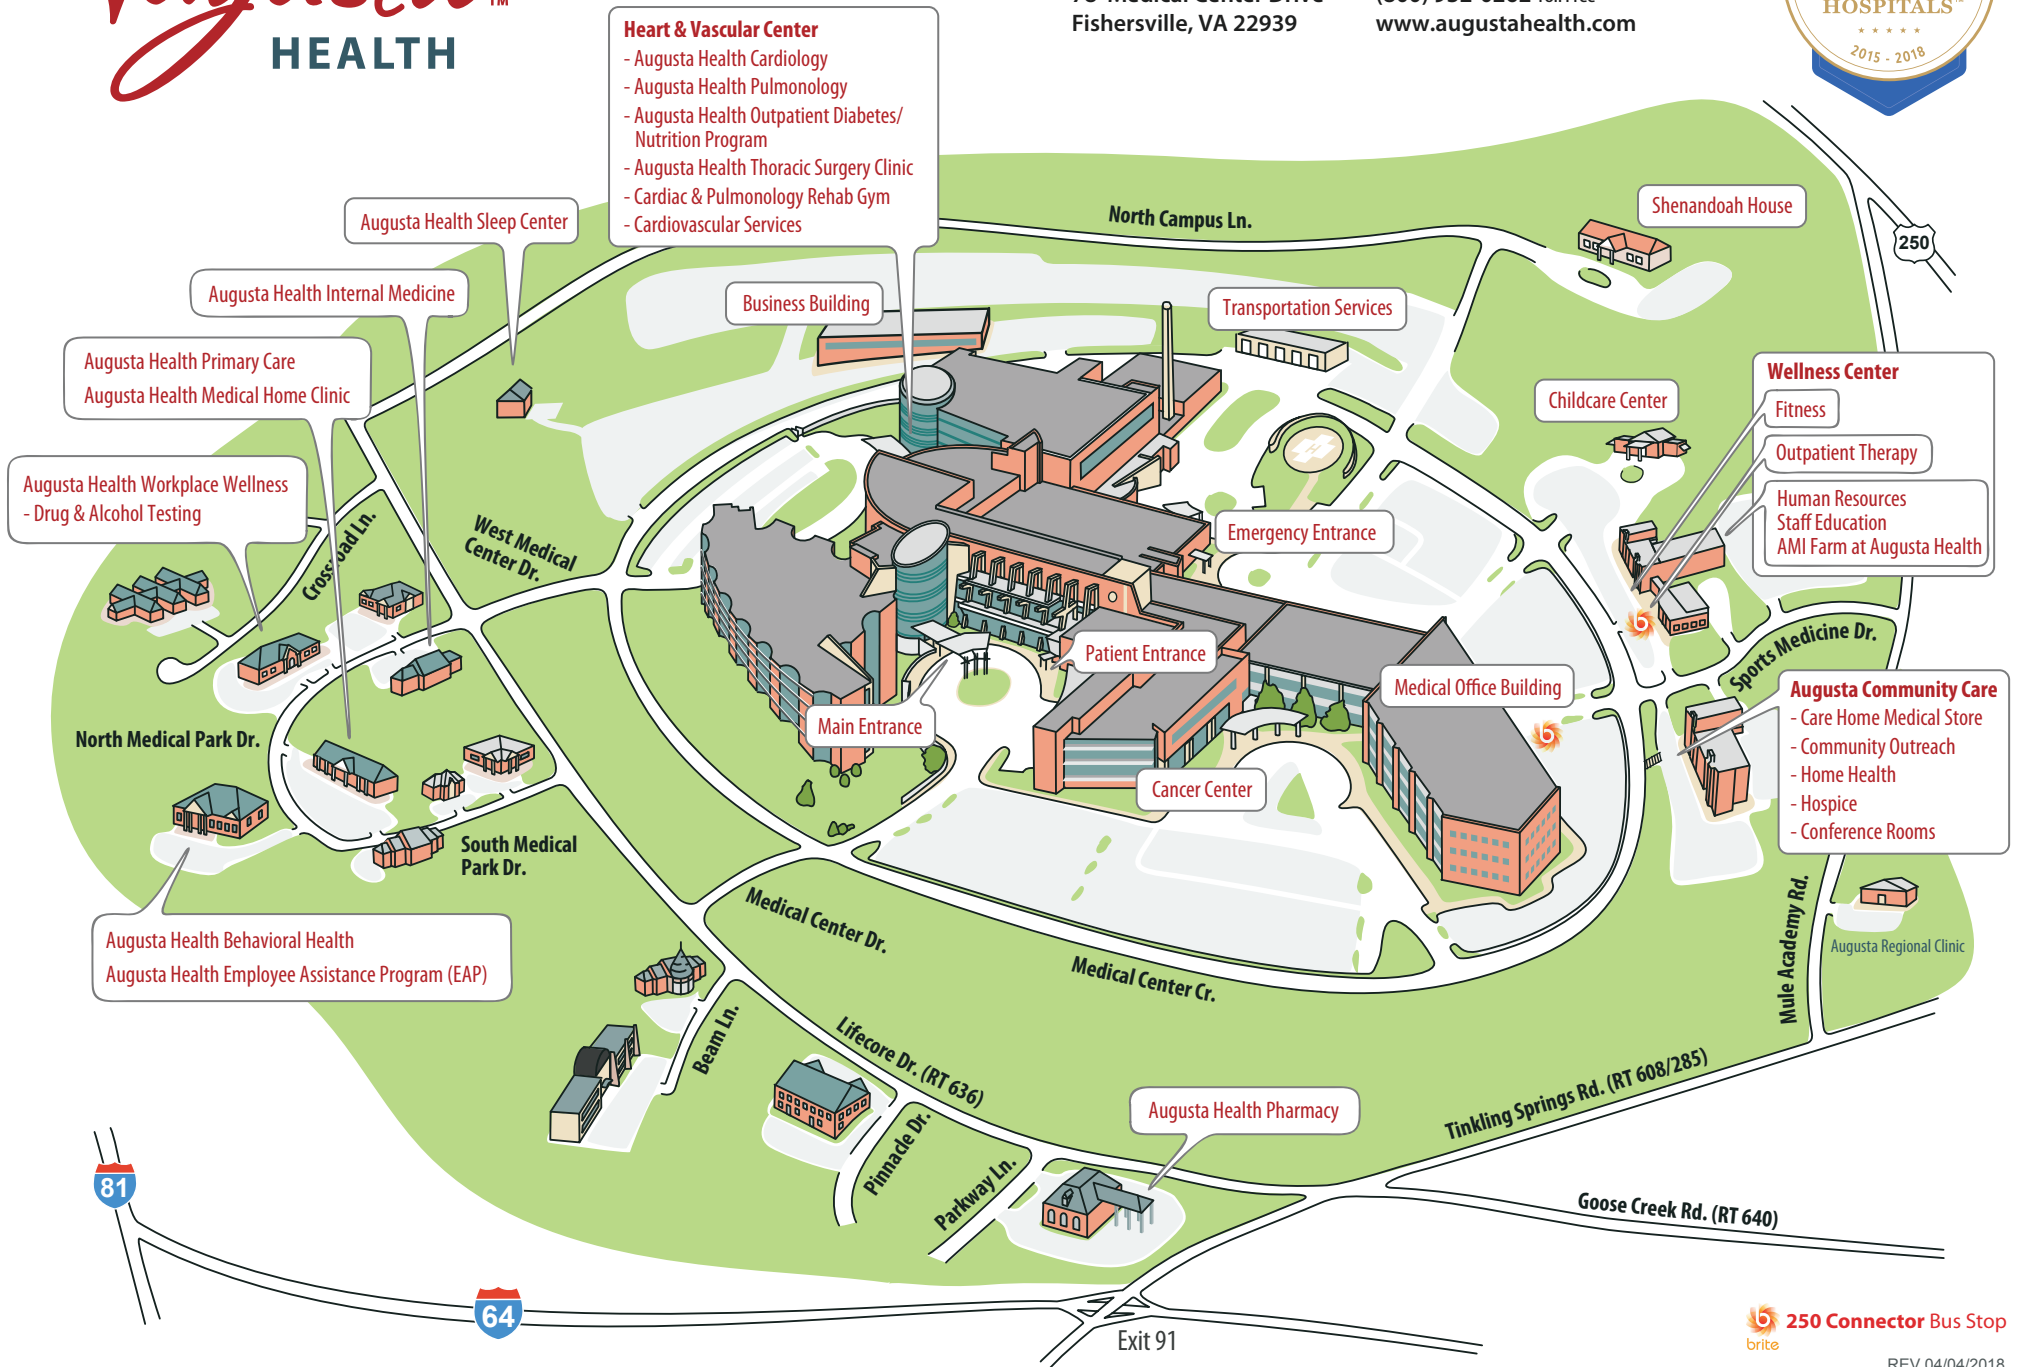 HEALTH
TM
Fishersville, VA 22939
www.augustahealth.com
HOSPITALS
2015 - 2018
Heart & Vascular Center
- Augusta Health Cardiology
- Augusta Health Pulmonology
- Augusta Health Outpatient Diabetes/
Nutrition Program
- Augusta Health Thoracic Surgery Clinic
- Cardiac & Pulmonology Rehab Gym
- Cardiovascular Services
Augusta Health Sleep Center
Augusta Health Internal Medicine
Augusta Health Primary Care
Augusta Health Medical Home Clinic
Augusta Health Workplace Wellness
- Drug & Alcohol Testing
Business Building
North Campus Ln.
Transportation Services
Shenandoah House
250
Childcare Center
Wellness Center
Fitness
Outpatient Therapy
Human Resources
Staff Education
AMI Farm at Augusta Health
Crossroad Ln.
West Medical
Center Dr.
H
Emergency Entrance
Patient Entrance
Main Entrance
Medical Office Building
Cancer Center
b
Sports Medicine Dr.
b
Augusta Community Care
- Care Home Medical Store
- Community Outreach
- Home Health
- Hospice
- Conference Rooms
North Medical Park Dr.
South Medical
Park Dr.
Augusta Health Behavioral Health
Augusta Health Employee Assistance Program (EAP)
Medical Center Dr.
Medical Center Cr.
Mule Academy Rd.
Augusta Regional Clinic
Beam Ln.
Lifecore Dr. (RT 636)
Pinnacle Dr.
Parkway Ln.
Augusta Health Pharmacy
Tinkling Springs Rd. (RT 608/285)
Goose Creek Rd. (RT 640)
81
64
Exit 91
b
brite
250 Connector Bus Stop
REV 04/04/2018